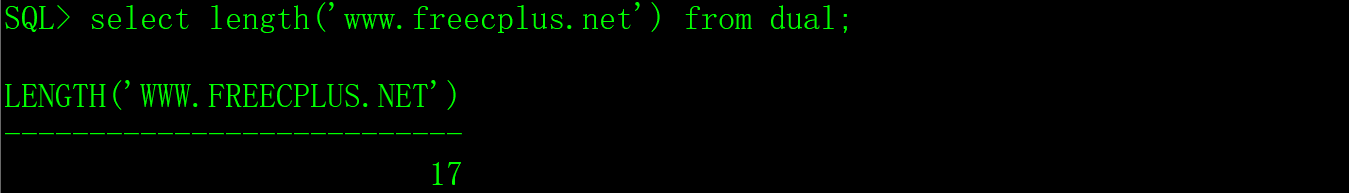 SQL> select length('www.freecplus.net') from dual;
LENGTH('WWW.FREECPLUS.NET')
---------------------------
17